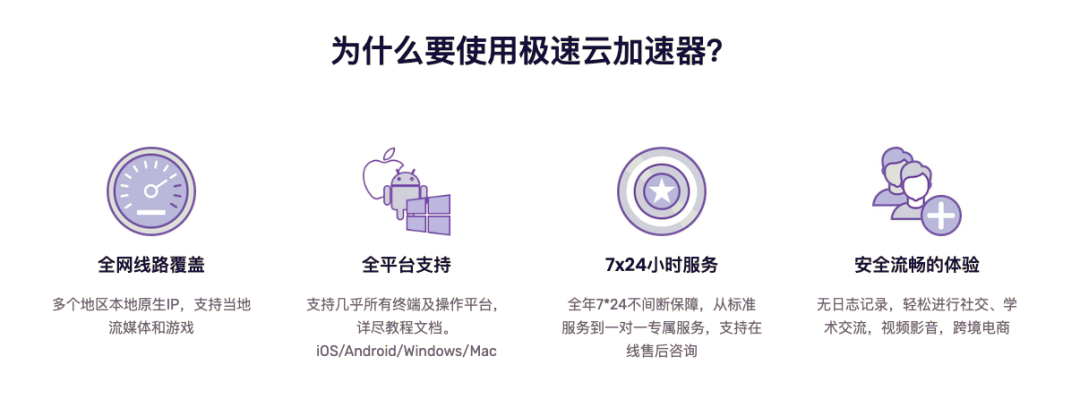 为什么要使用极速云加速器?
全网线路覆盖
多个地区本地原生IP，支持当地
流媒体和游戏
全平台支持
支持几乎所有终端及操作平台，
详尽教程文档。
iOS/Android/Windows/Mac
7x24小时服务
全年7*24不间断保障，从标准
服务到一对一专属服务，支持在
线售后咨询
安全流畅的体验
无日志记录，轻松进行社交、学
术交流，视频影音，跨境电商